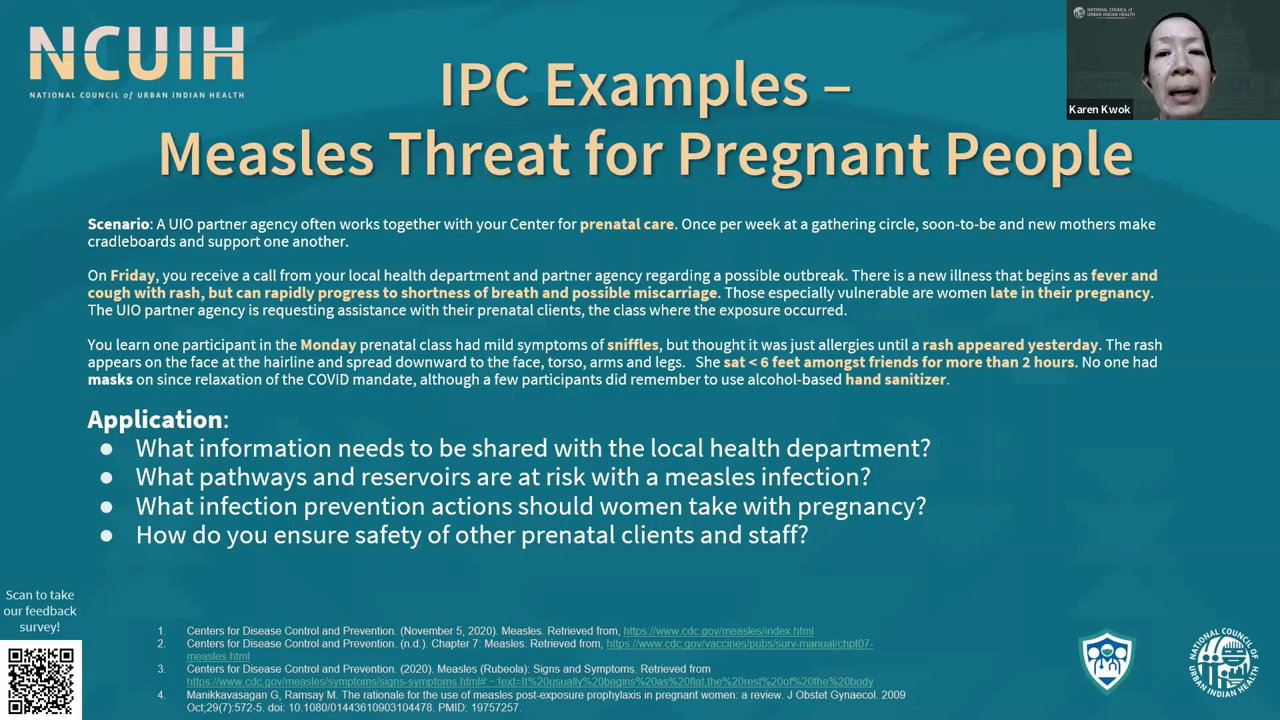 NCUIH
NATIONAL COUNCIL of URBAN INDIAN HEALTH
NATIONAL COUNCIL of
URBAN INDIAN HEALTH
Karen Kwok
IPC Examples –
Measles Threat for Pregnant People
Scenario: A UIO partner agency often works together with your Center for prenatal care. Once per week at a gathering circle, soon-to-be and new mothers make
cradleboards and support one another.
On Friday, you receive a call from your local health department and partner agency regarding a possible outbreak. There is a new illness that begins as fever and
cough with rash, but can rapidly progress to shortness of breath and possible miscarriage. Those especially vulnerable are women late in their pregnancy.
The UIO partner agency is requesting assistance with their prenatal clients, the class where the exposure occurred.
You learn one participant in the Monday prenatal class had mild symptoms of sniffles, but thought it was just allergies until a rash appeared yesterday. The rash
appears on the face at the hairline and spread downward to the face, torso, arms and legs. She sat < 6 feet amongst friends for more than 2 hours. No one had
masks on since relaxation of the COVID mandate, although a few participants did remember to use alcohol-based hand sanitizer.
Application:
● What information needs to be shared with the local health department?
● What pathways and reservoirs are at risk with a measles infection?
● What infection prevention actions should women take with pregnancy?
● How do you ensure safety of other prenatal clients and staff?
Scan to take
our feedback
survey!
1. Centers for Disease Control and Prevention. (November 5, 2020). Measles. Retrieved from, https://www.cdc.gov/measles/index.html
2. Centers for Disease Control and Prevention. (n.d.). Chapter 7: Measles. Retrieved from, https://www.cdc.gov/vaccines/pubs/surv-manual/chpt07-
measles.html
3. Centers for Disease Control and Prevention. (2020). Measles (Rubeola): Signs and Symptoms. Retrieved from
https://www.cdc.gov/measles/symptoms/signs-symptoms.html#:~:text=It%20usually%20begins%20as%20flat,the%20rest%20of%20the%20body
4. Manikkavasagan G, Ramsay M. The rationale for the use of measles post-exposure prophylaxis in pregnant women: a review. J Obstet Gynaecol. 2009
Oct;29(7):572-5. doi: 10.1080/01443610903104478. PMID: 19757257.
NATIONAL COUNCIL OF URBAN INDIAN HEALTH